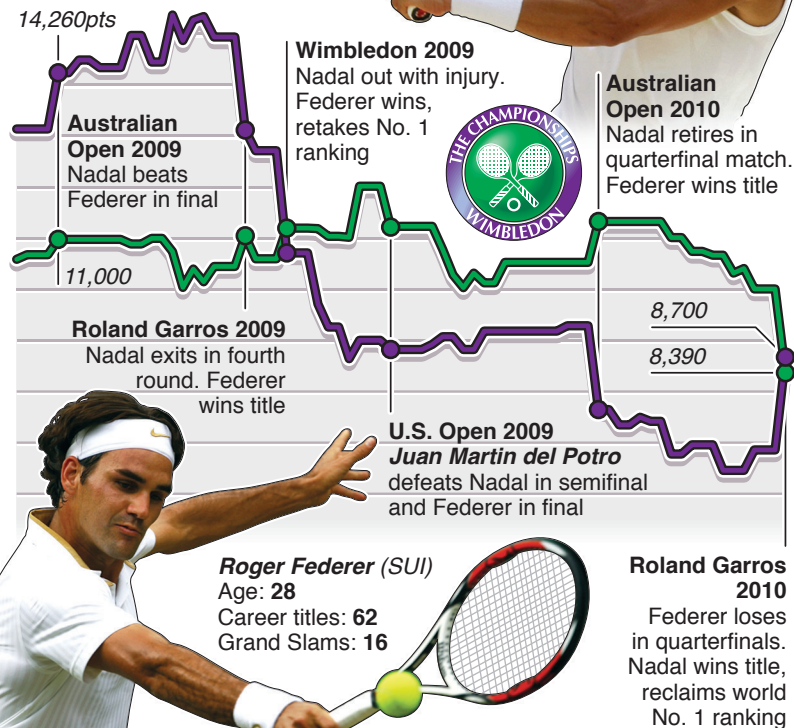 14,260pts
Australian
Open 2009
Nadal beats
Federer in final
11,000
Roland Garros 2009
Nadal exits in fourth
round. Federer
wins title
Wimbledon 2009
Nadal out with injury.
Federer wins,
retakes No. 1
ranking
THE CHAMPIONSHIPS
WIMBLEDON
U.S. Open 2009
Juan Martin del Potro
defeats Nadal in semifinal
and Federer in final
Australian
Open 2010
Nadal retires in
quarterfinal match.
Federer wins title
8,700
8,390
Roland Garros
2010
Federer loses
in quarterfinals.
Nadal wins title,
reclaims world
No. 1 ranking
Roger Federer (SUI)
Age: 28
Career titles: 62
Grand Slams: 16